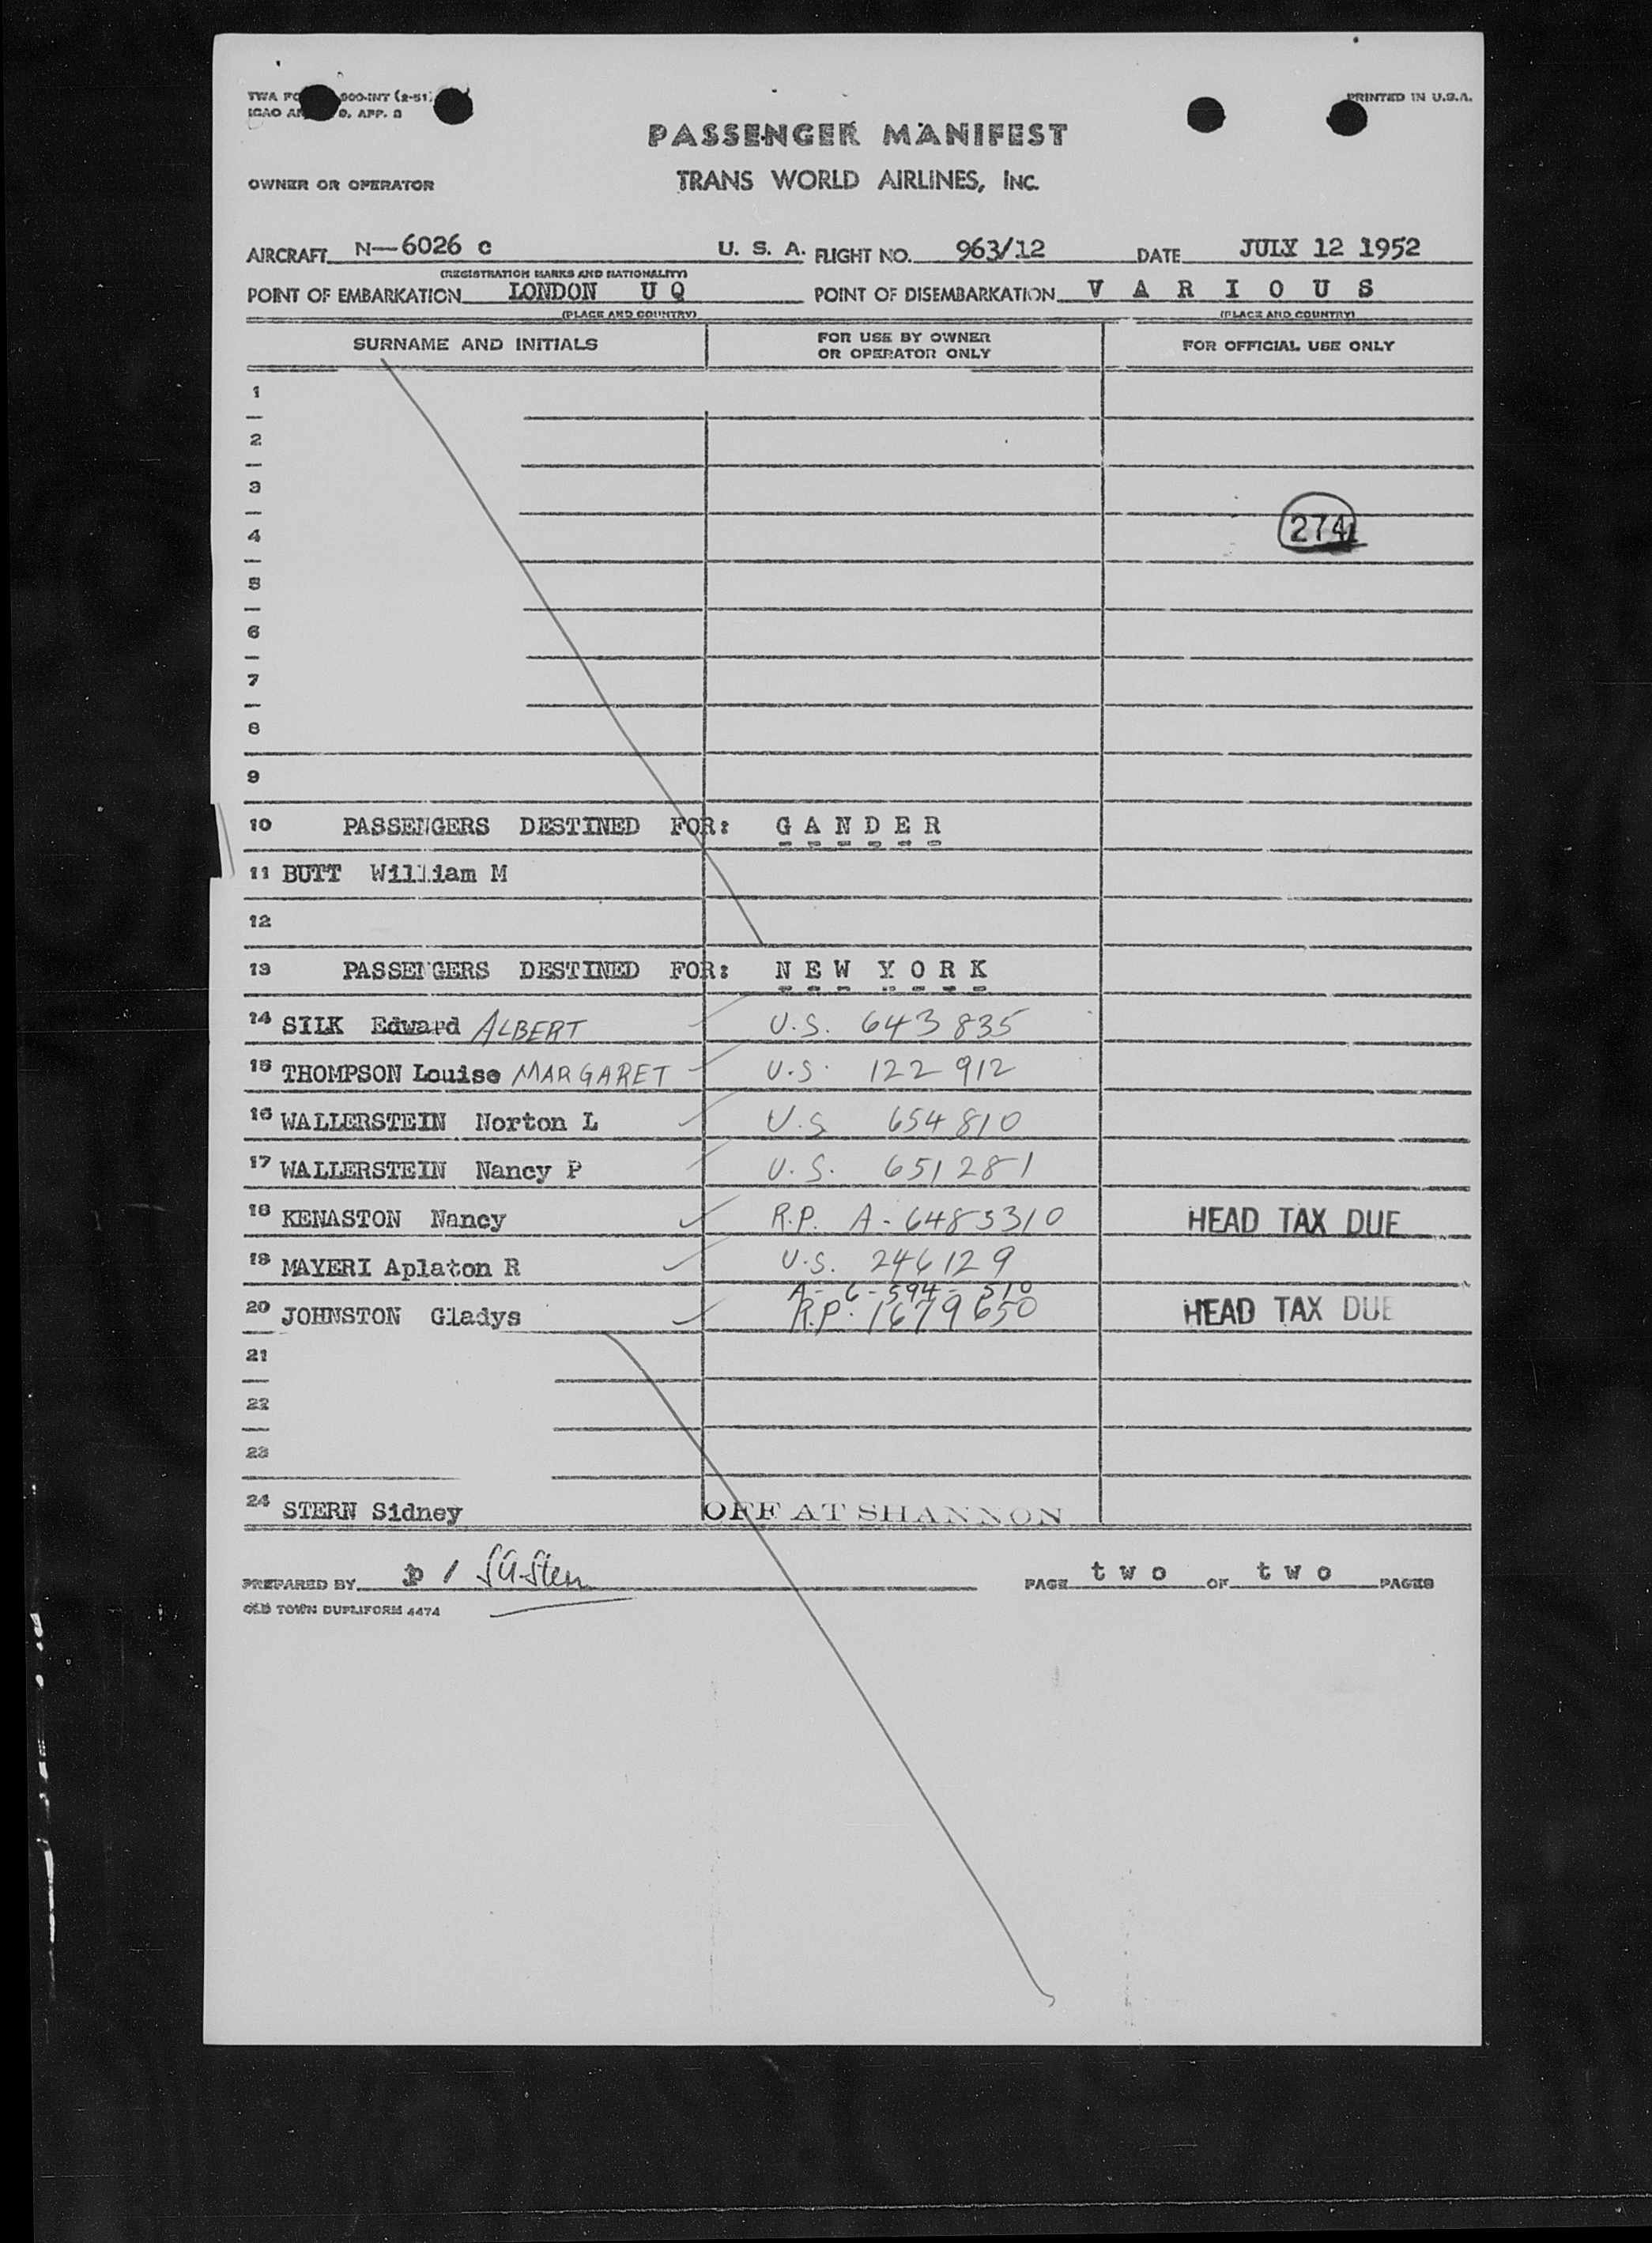 PRINTED IN U.S.A.
PASSENGER MANIFEST
TRANS WORLD AIRLINES, INC.
OWNER OR OPERATOR
AIRCRAFT N-6026 C U. S. A. FLIGHT NO. 963/12 DATE JULY 12 1952
(REGISTRATION MARKS AND NATIONALITY)
POINT OF EMBARKATION LONDON U Q POINT OF DISEMBARKATION V A R I O U S
(PLACE AND COUNTRY) (PLACE AND COUNTRY)
SURNAME AND INITIALS FOR USE BY OWNER OR OPERATOR ONLY FOR OFFICIAL USE ONLY
1
2
3
4 274
5
6
7
8
9
10 PASSENGERS DESTINED FOR: G A N D E R
11 BUTT William M
12
13 PASSENGERS DESTINED FOR: N E W Y O R K
14 SILK Edward ALBERT U.S. 643835
15 THOMPSON Louise MARGARET U.S. 122912
16 WALLERSTEIN Norton L U.S 654810
17 WALLERSTEIN Nancy P U.S. 651281
18 KENASTON Nancy R.P. A-6485310 HEAD TAX DUE
19 MAYERI Aplaton R U.S. 246129
A-6-594-510
20 JOHNSTON Gladys R.P. 1679650 HEAD TAX DUE
21
22
23
24 STERN Sidney OFF AT SHANNON
PREPARED BY p / PAGE two OF two PAGES
OLD TOWN DUPLIFORM 4474